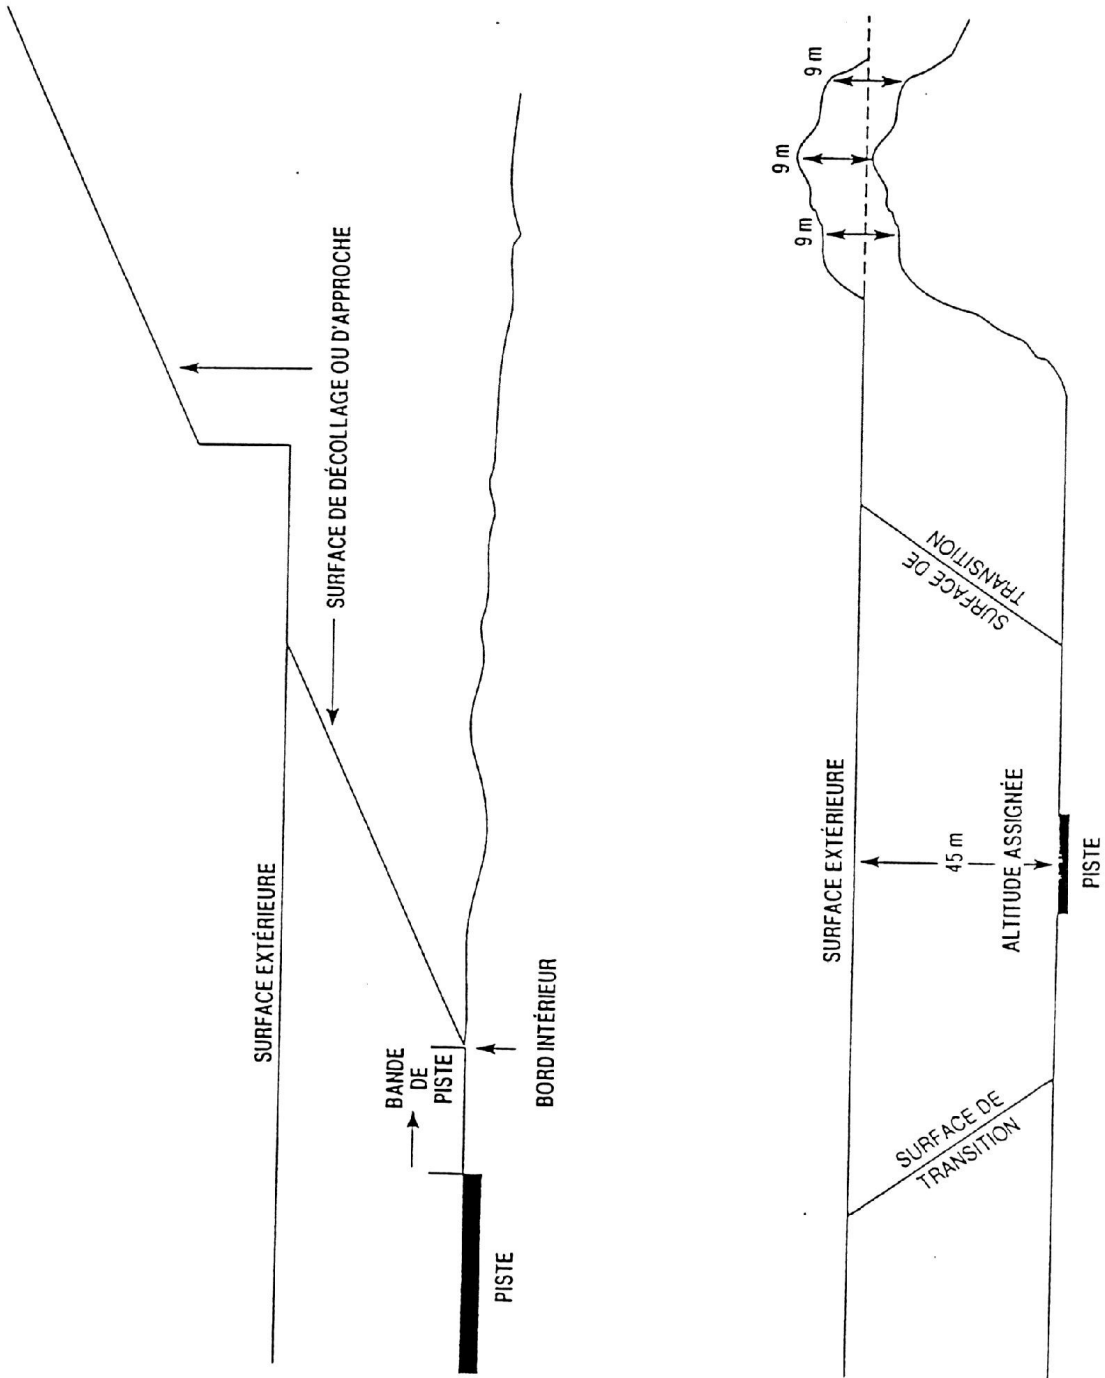 SURFACE EXTÉRIEURE
SURFACE DE DÉCOLLAGE OU D'APPROCHE
BANDE
DE
PISTE
BORD INTÉRIEUR
PISTE
9 m
9 m
9 m
SURFACE EXTÉRIEURE
45 m
ALTITUDE ASSIGNÉE
PISTE
SURFACE DE
TRANSITION
SURFACE DE
TRANSITION